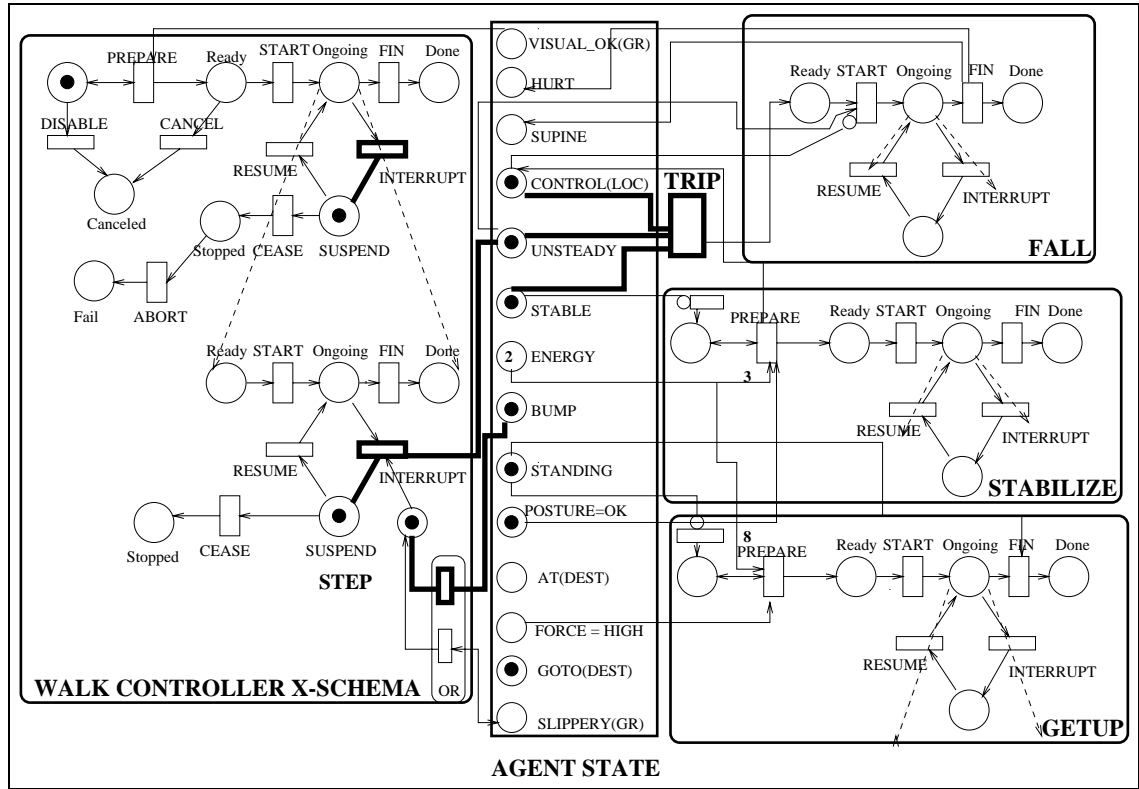 PREPARE
Ready
START
Ongoing
FIN
Done
DISABLE
CANCEL
RESUME
INTERRUPT
Canceled
Stopped
CEASE
SUSPEND
Fail
ABORT
Ready
START
Ongoing
FIN
Done
RESUME
INTERRUPT
Stopped
CEASE
SUSPEND
STEP
OR
WALK CONTROLLER X-SCHEMA
VISUAL_OK(GR)
HURT
SUPINE
CONTROL(LOC)
UNSTEADY
STABLE
2 ENERGY
BUMP
STANDING
POSTURE=OK
AT(DEST)
FORCE = HIGH
GOTO(DEST)
SLIPPERY(GR)
AGENT STATE
TRIP
Ready
START
Ongoing
FIN
Done
RESUME
INTERRUPT
FALL
PREPARE
3
Ready
START
Ongoing
FIN
Done
RESUME
INTERRUPT
STABILIZE
8
PREPARE
Ready
START
Ongoing
FIN
Done
RESUME
INTERRUPT
GETUP